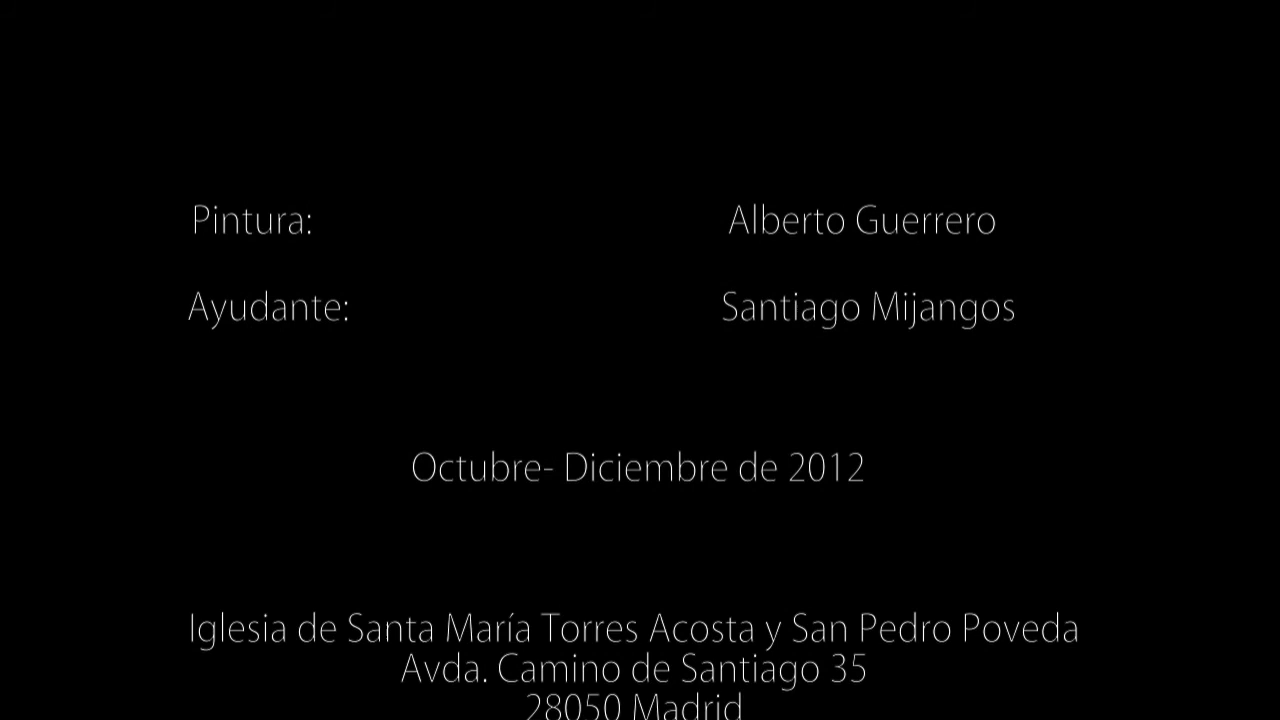 Pintura: Alberto Guerrero
Ayudante: Santiago Mijangos
Octubre- Diciembre de 2012
Iglesia de Santa María Torres Acosta y San Pedro Poveda
Avda. Camino de Santiago 35
28050 Madrid